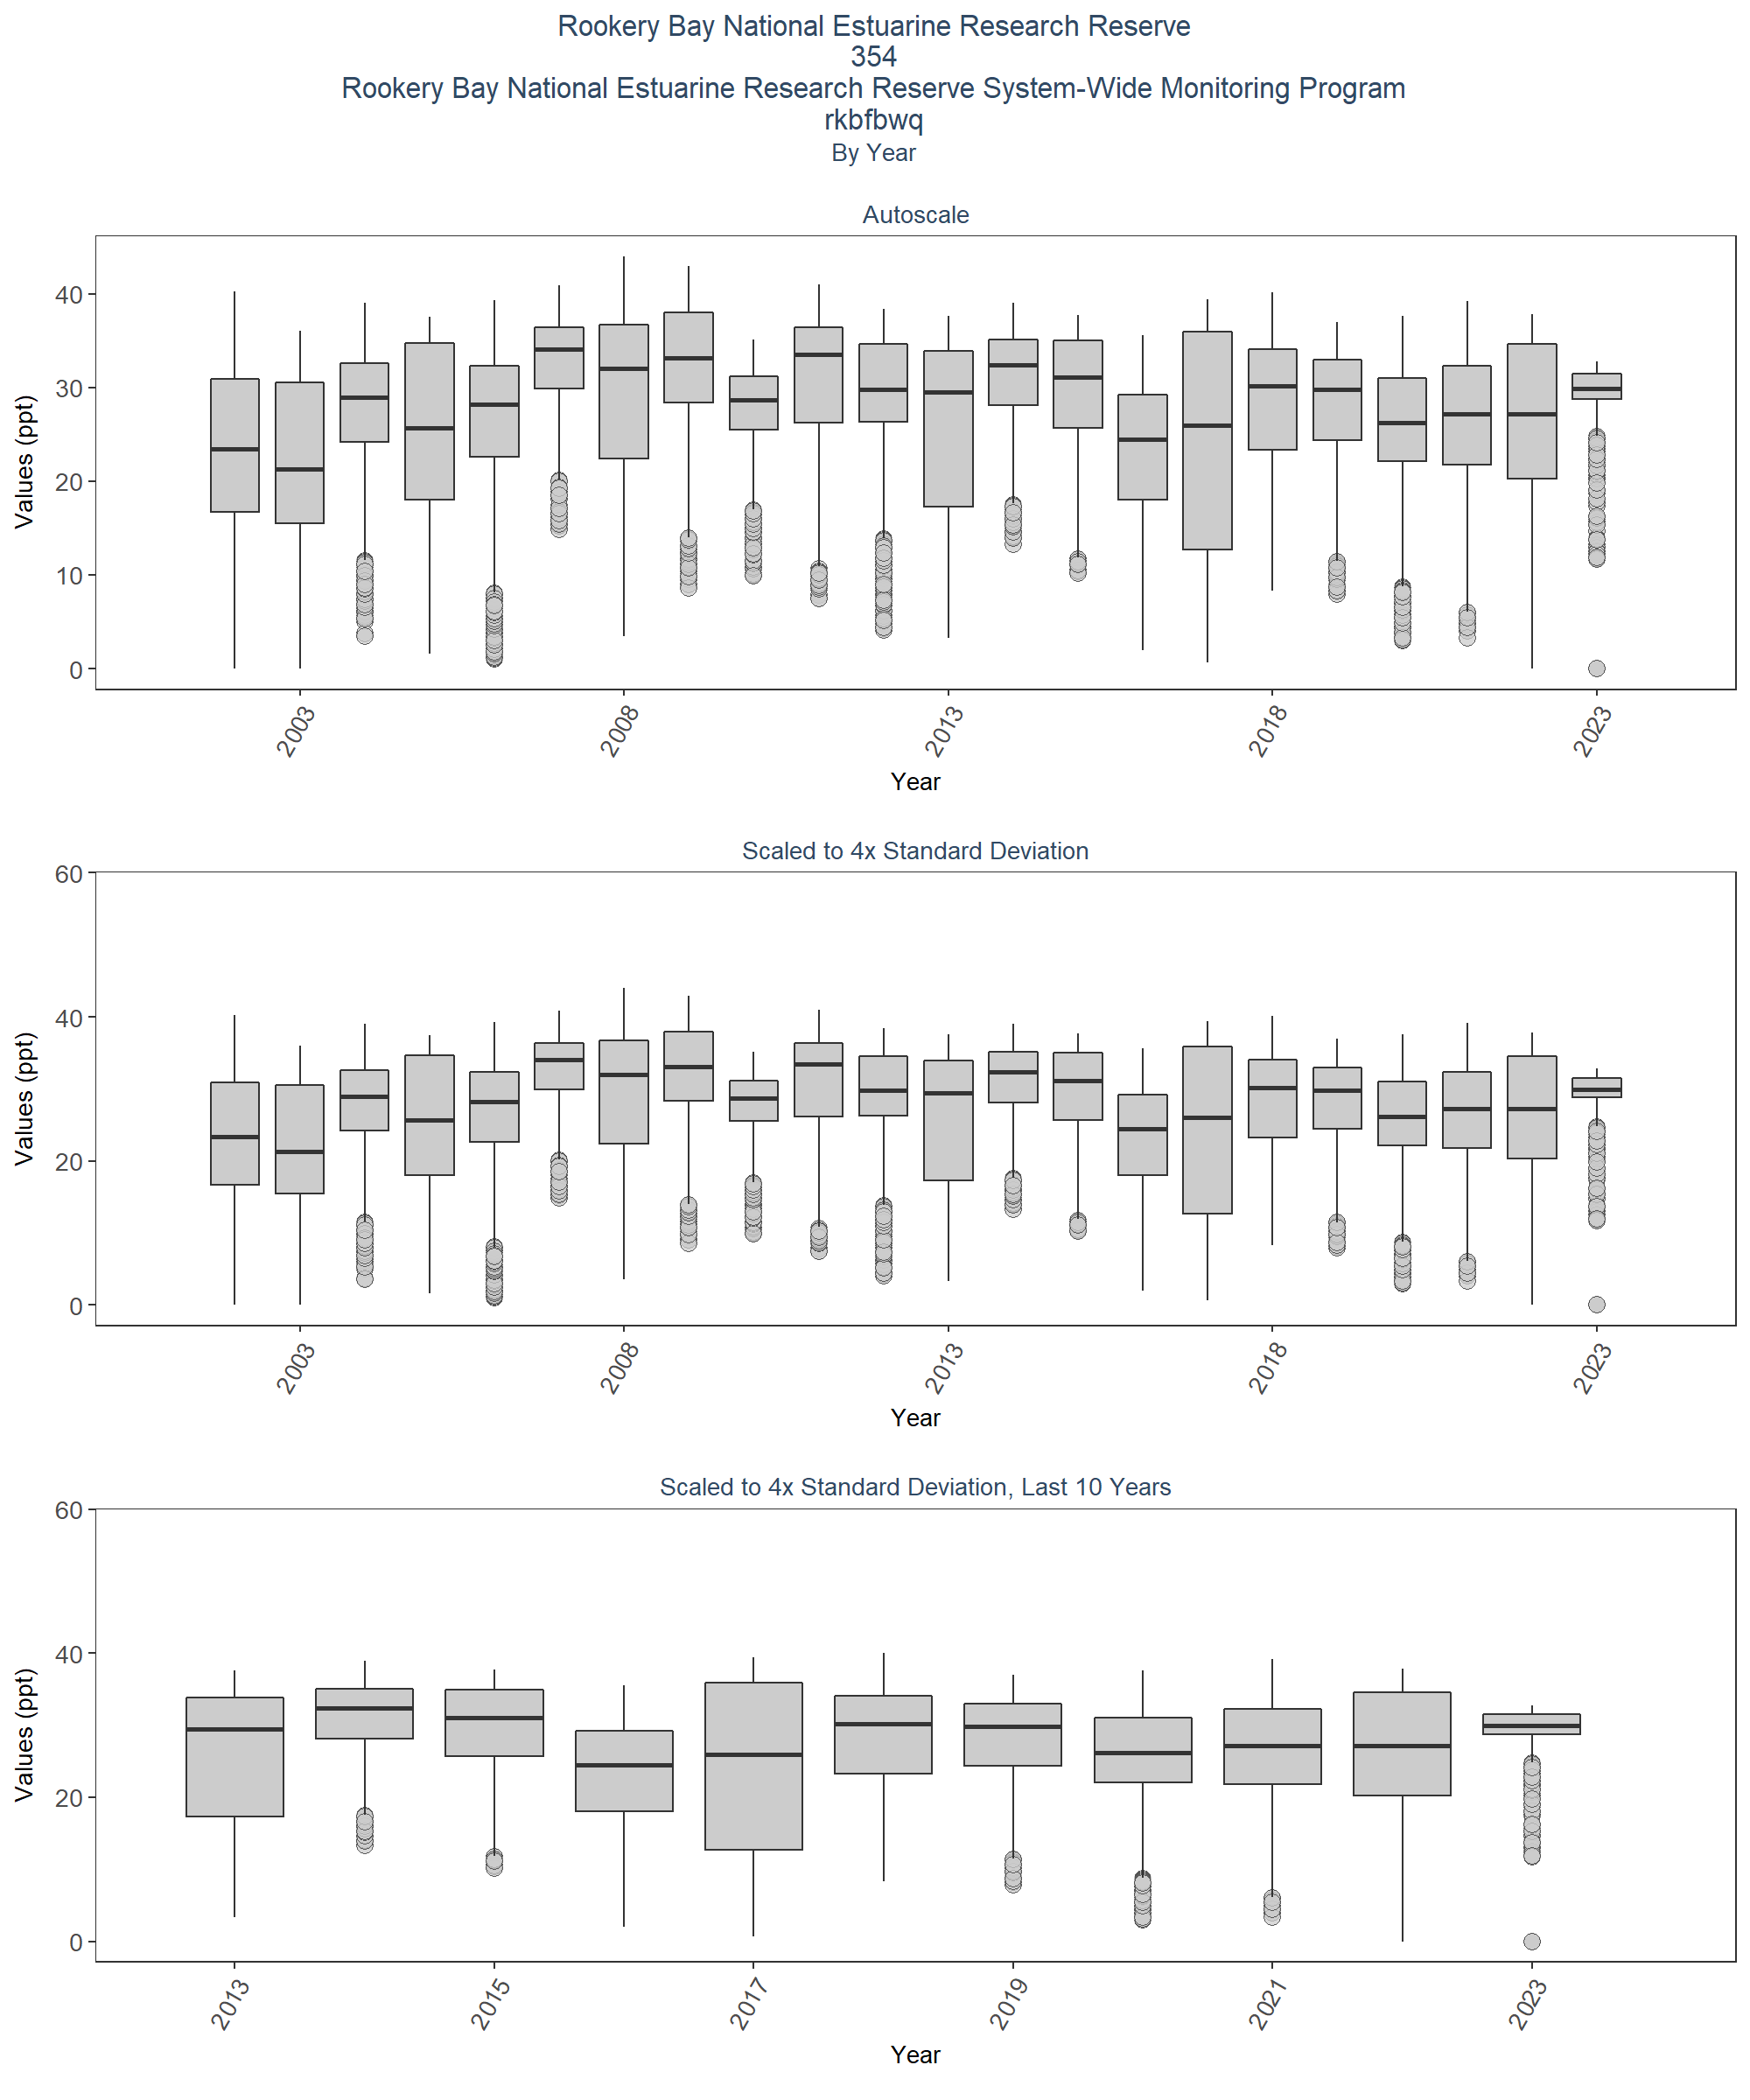 Rookery Bay National Estuarine Research Reserve
354
Rookery Bay National Estuarine Research Reserve System-Wide Monitoring Program
rkbfbwq
By Year
Autoscale
Values (ppt)
40
30
20
10
0
2003
2008
2013
2018
2023
Year
Scaled to 4x Standard Deviation
Values (ppt)
60
40
20
0
2003
2008
2013
2018
2023
Year
Scaled to 4x Standard Deviation, Last 10 Years
Values (ppt)
60
40
20
0
2013
2015
2017
2019
2021
2023
Year